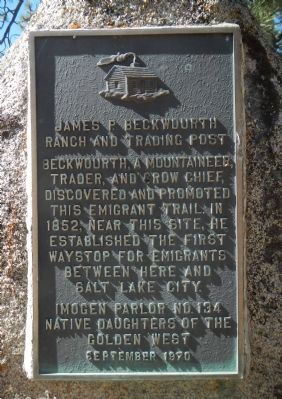 JAMES P. BECKWOURTH
RANCH AND TRADING POST
BECKWOURTH, A MOUNTAINEER,
TRADER, AND CROW CHIEF,
DISCOVERED AND PROMOTED
THIS EMIGRANT TRAIL; IN
1852, NEAR THIS SITE, HE
ESTABLISHED THE FIRST
WAYSTOP FOR EMIGRANTS
BETWEEN HERE AND
SALT LAKE CITY.
IMOGEN PARLOR NO. 134
NATIVE DAUGHTERS OF THE
GOLDEN WEST
SEPTEMBER 1970